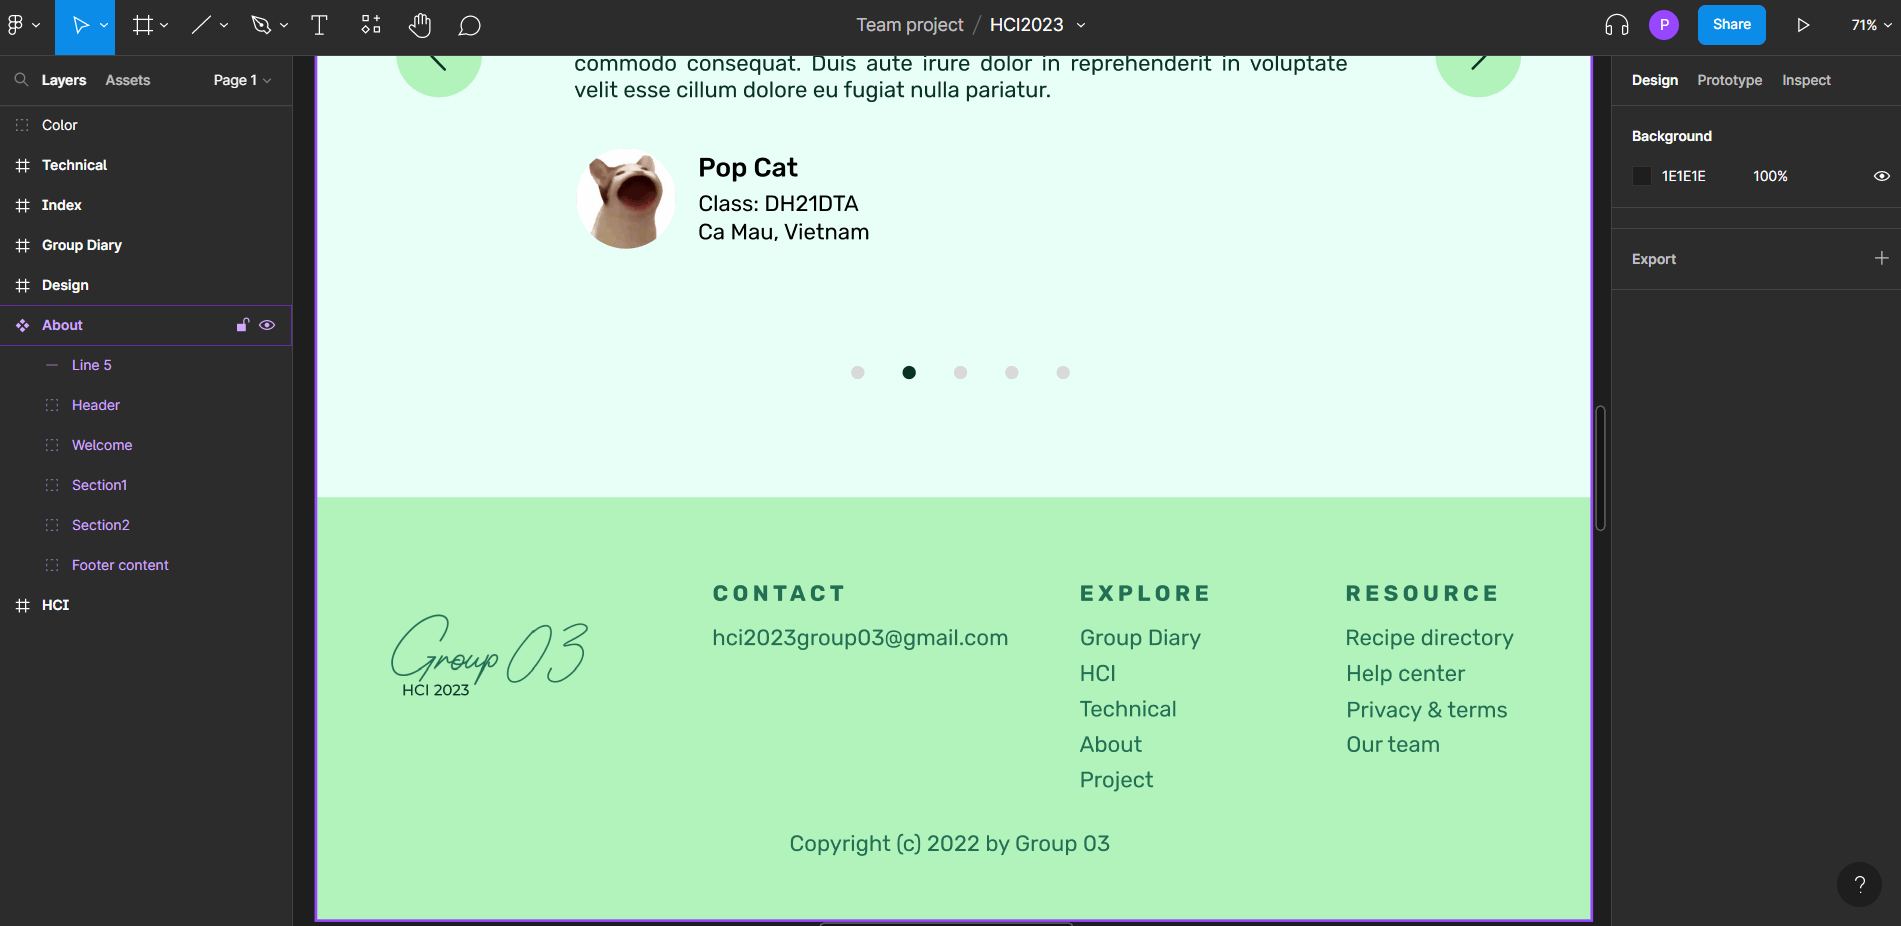 Team project / HCI2023
P
Share
71%
Layers
Assets
Page 1
Color
Technical
Index
Group Diary
Design
About
Line 5
Header
Welcome
Section1
Section2
Footer content
HCI
commodo consequat. Duis aute irure dolor in reprehenderit in voluptate
velit esse cillum dolore eu fugiat nulla pariatur.
Pop Cat
Class: DH21DTA
Ca Mau, Vietnam
Group 03
HCI 2023
CONTACT
hci2023group03@gmail.com
EXPLORE
Group Diary
HCI
Technical
About
Project
RESOURCE
Recipe directory
Help center
Privacy & terms
Our team
Copyright (c) 2022 by Group 03
Design
Prototype
Inspect
Background
1E1E1E
100%
Export
?